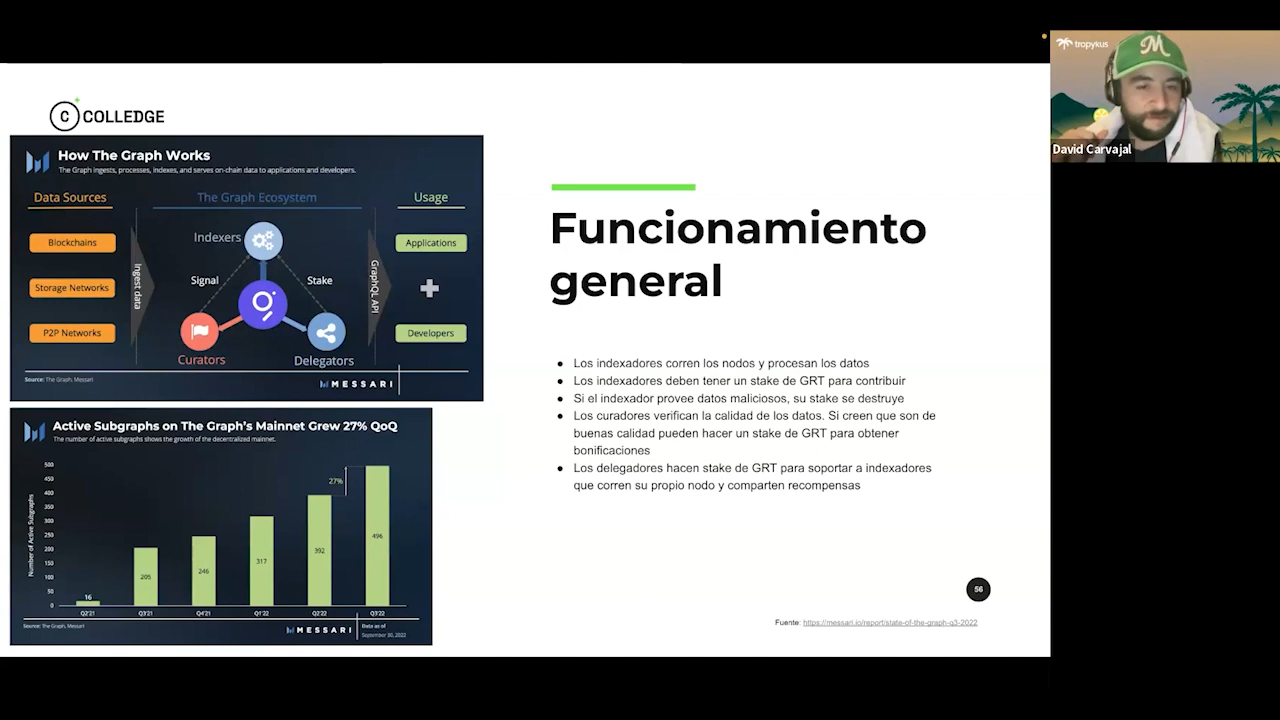 C COLLEDGE
How The Graph Works
The Graph ingests, processes, indexes, and serves on-chain data to applications and developers.
Data Sources
The Graph Ecosystem
Usage
Blockchains
Storage Networks
P2P Networks
Ingest data
Indexers
Signal
Stake
Curators
Delegators
GraphQL API
Applications
Developers
Source: The Graph, Messari
MESSARI
Active Subgraphs on The Graph's Mainnet Grew 27% QoQ
The number of active subgraphs shows the growth of the decentralized mainnet.
Number of Active Subgraphs
500
450
400
350
300
250
200
150
100
50
0
16
205
246
317
392
496
27%
Q2'21
Q3'21
Q4'21
Q1'22
Q2'22
Q3'22
Source: The Graph, Messari
MESSARI
Data as of
September 30, 2022
Funcionamiento
general
● Los indexadores corren los nodos y procesan los datos
● Los indexadores deben tener un stake de GRT para contribuir
● Si el indexador provee datos maliciosos, su stake se destruye
● Los curadores verifican la calidad de los datos. Si creen que son de
buenas calidad pueden hacer un stake de GRT para obtener
bonificaciones
● Los delegadores hacen stake de GRT para soportar a indexadores
que corren su propio nodo y comparten recompensas
56
Fuente: https://messari.io/report/state-of-the-graph-q3-2022
tropykus
M
David Carvajal